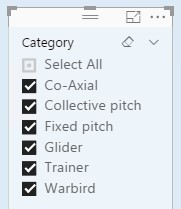 Category
Select All
Co-Axial
Collective pitch
Fixed pitch
Glider
Trainer
Warbird